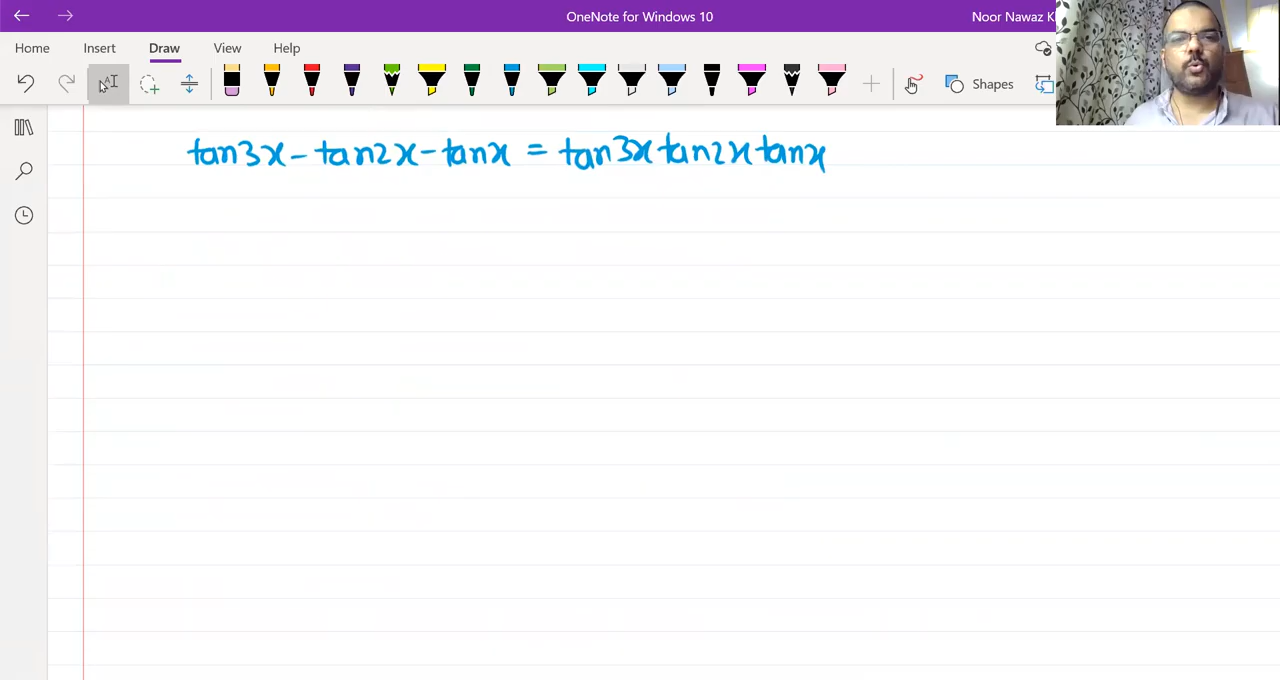 OneNote for Windows 10
Noor Nawaz K
Home Insert Draw View Help
Shapes
tan3x - tan2x - tanx = tan3x tan2x tanx